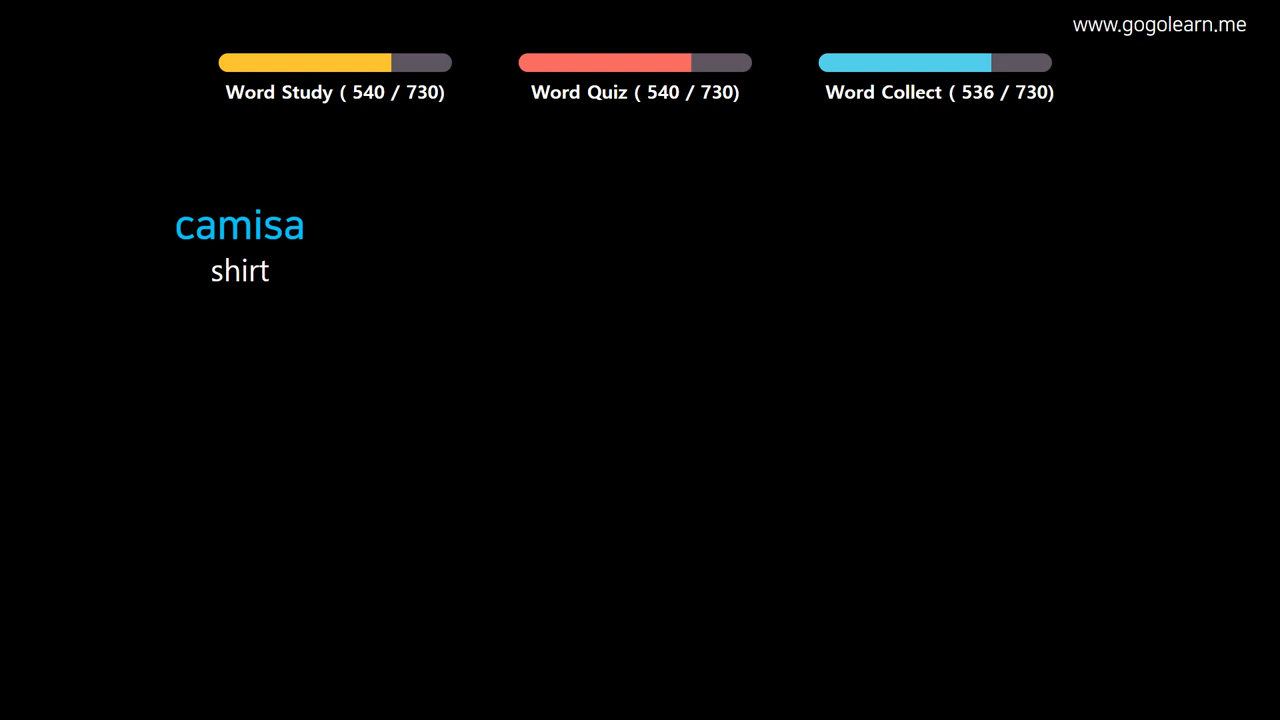 www.gogolearn.me
Word Study ( 540 / 730)
Word Quiz ( 540 / 730)
Word Collect ( 536 / 730)
camisa
shirt